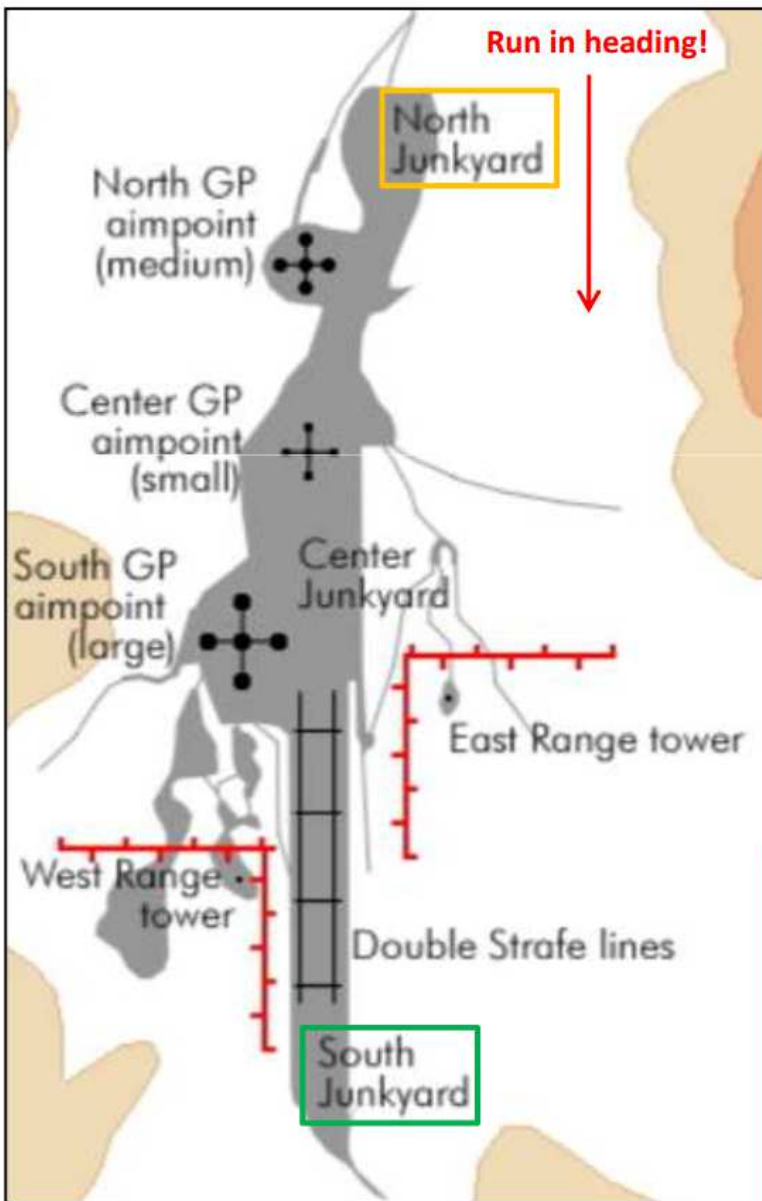 Run in heading!
North
Junkyard
North GP
aimpoint
(medium)
Center GP
aimpoint
(small)
Center
Junkyard
South GP
aimpoint
(large)
East Range tower
West Range
tower
Double Strafe lines
South
Junkyard